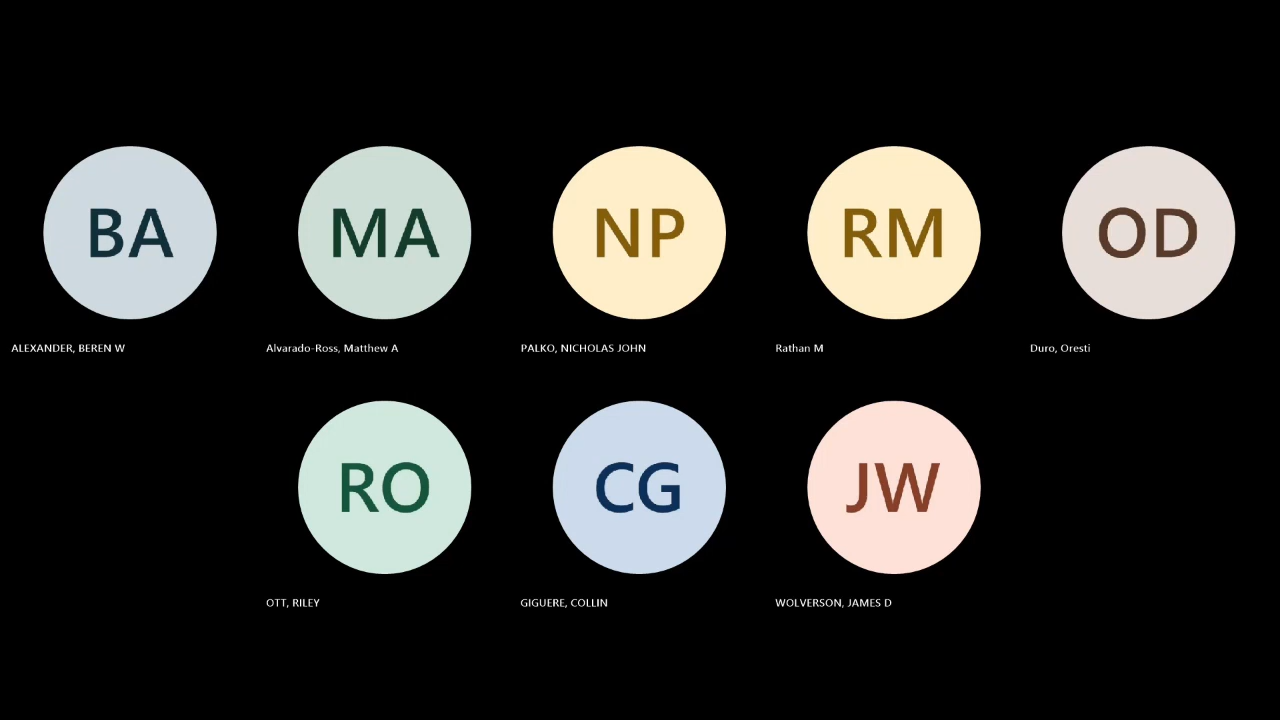 BA
MA
NP
RM
OD
ALEXANDER, BEREN W
Alvarado-Ross, Matthew A
PALKO, NICHOLAS JOHN
Rathan M
Duro, Oresti
RO
CG
JW
OTT, RILEY
GIGUERE, COLLIN
WOLVERSON, JAMES D